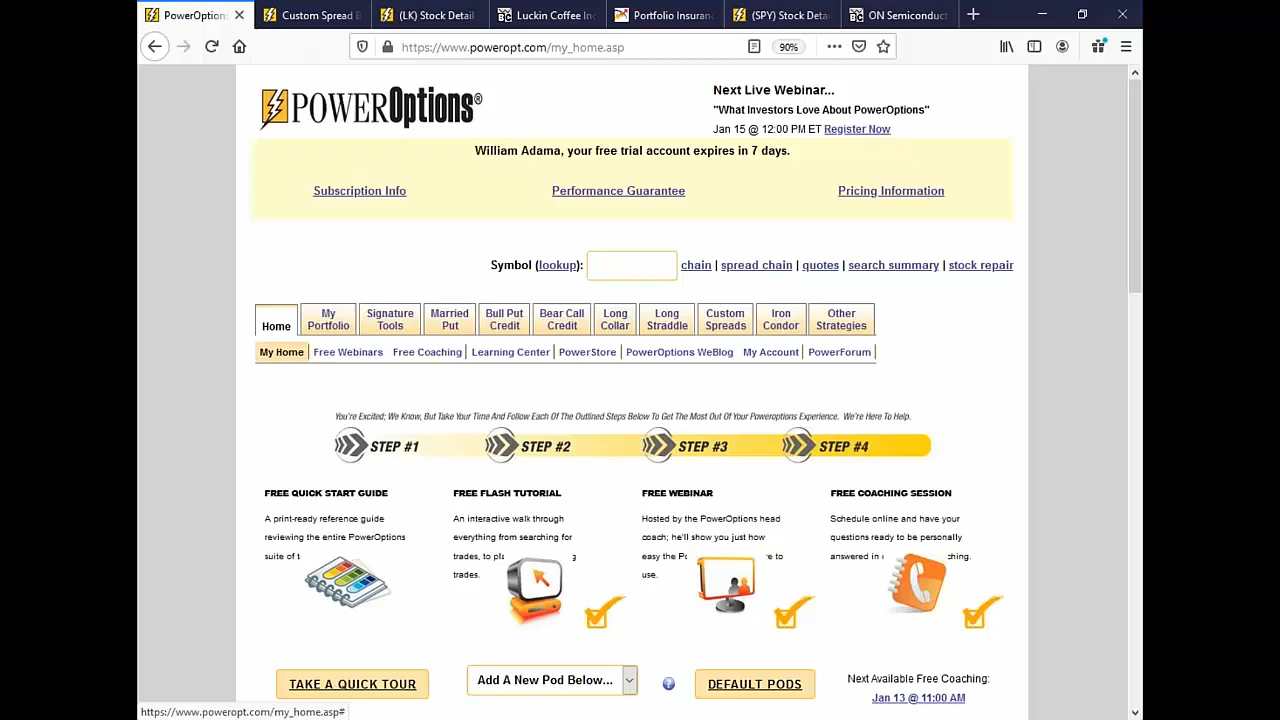 PowerOptions
Custom Spread B
(LK) Stock Detail
Luckin Coffee Inc
Portfolio Insuranc
(SPY) Stock Deta
ON Semiconduct
https://www.poweropt.com/my_home.asp
90%
POWEROptions®
Next Live Webinar...
"What Investors Love About PowerOptions"
Jan 15 @ 12:00 PM ET Register Now
William Adama, your free trial account expires in 7 days.
Subscription Info
Performance Guarantee
Pricing Information
Symbol (lookup): chain | spread chain | quotes | search summary | stock repair
Home
My Portfolio
Signature Tools
Married Put
Bull Put Credit
Bear Call Credit
Long Collar
Long Straddle
Custom Spreads
Iron Condor
Other Strategies
My Home
Free Webinars
Free Coaching
Learning Center
PowerStore
PowerOptions WeBlog
My Account
PowerForum
You're Excited; We Know, But Take Your Time And Follow Each Of The Outlined Steps Below To Get The Most Out Of Your Poweroptions Experience. We're Here To Help.
STEP #1
STEP #2
STEP #3
STEP #4
FREE QUICK START GUIDE
A print-ready reference guide
reviewing the entire PowerOptions
suite of t
FREE FLASH TUTORIAL
An interactive walk through
everything from searching for
trades, to pla g
trades.
FREE WEBINAR
Hosted by the PowerOptions head
coach; he'll show you just how
easy the Po re to
use.
FREE COACHING SESSION
Schedule online and have your
questions ready to be personally
answered in ching.
TAKE A QUICK TOUR
Add A New Pod Below...
DEFAULT PODS
Next Available Free Coaching:
Jan 13 @ 11:00 AM
https://www.poweropt.com/my_home.asp#